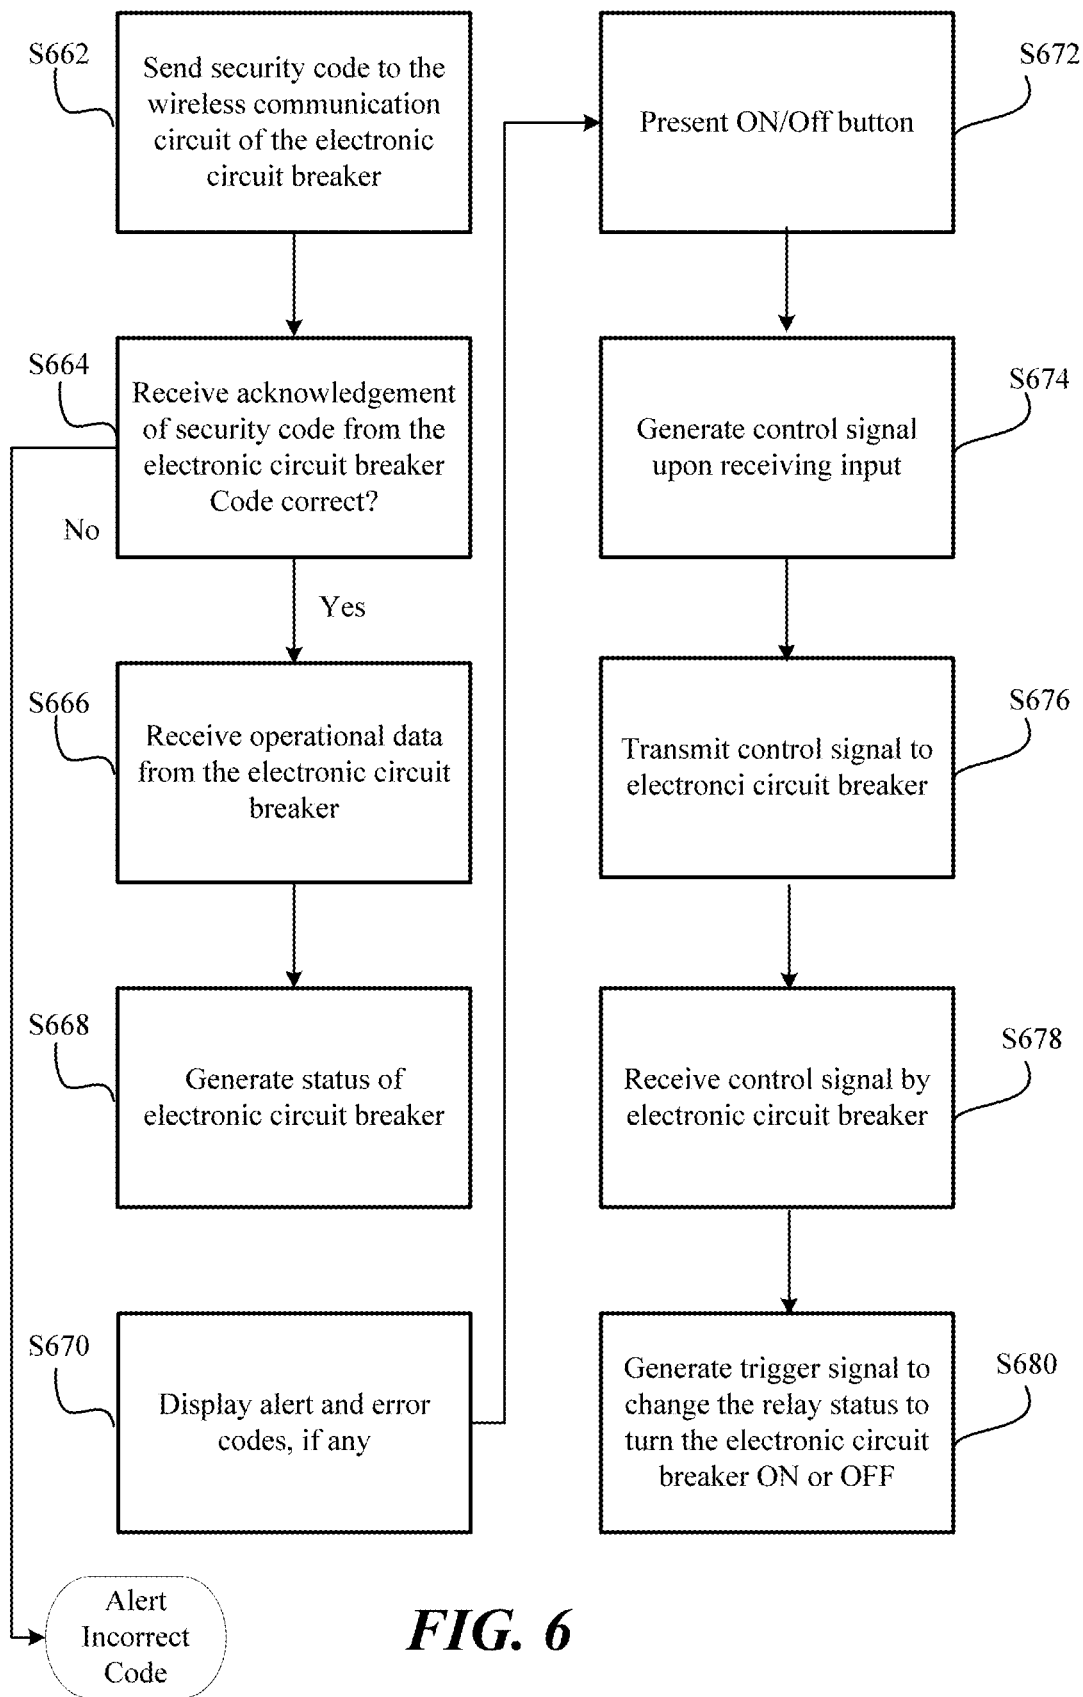 S662
Send security code to the
wireless communication
circuit of the electronic
circuit breaker
S664
Receive acknowledgement
of security code from the
electronic circuit breaker
Code correct?
No
Yes
S666
Receive operational data
from the electronic circuit
breaker
S668
Generate status of
electronic circuit breaker
S670
Display alert and error
codes, if any
Alert
Incorrect
Code
S672
Present ON/Off button
S674
Generate control signal
upon receiving input
S676
Transmit control signal to
electronci circuit breaker
S678
Receive control signal by
electronic circuit breaker
S680
Generate trigger signal to
change the relay status to
turn the electronic circuit
breaker ON or OFF
FIG. 6